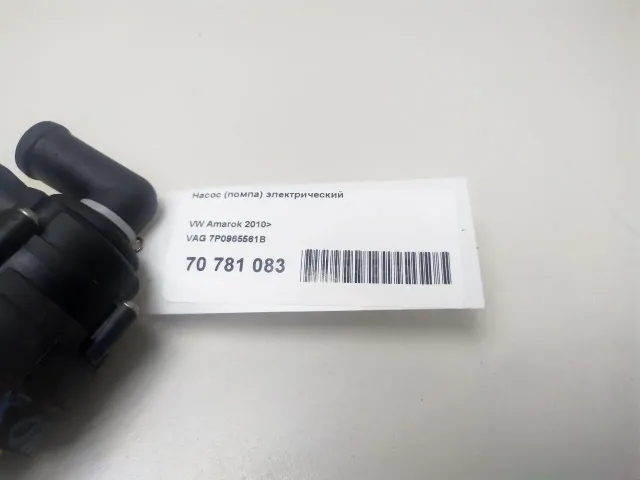 Насос (помпа) электрический
VW Amarok 2010>
VAG 7P0965561B
70 781 083